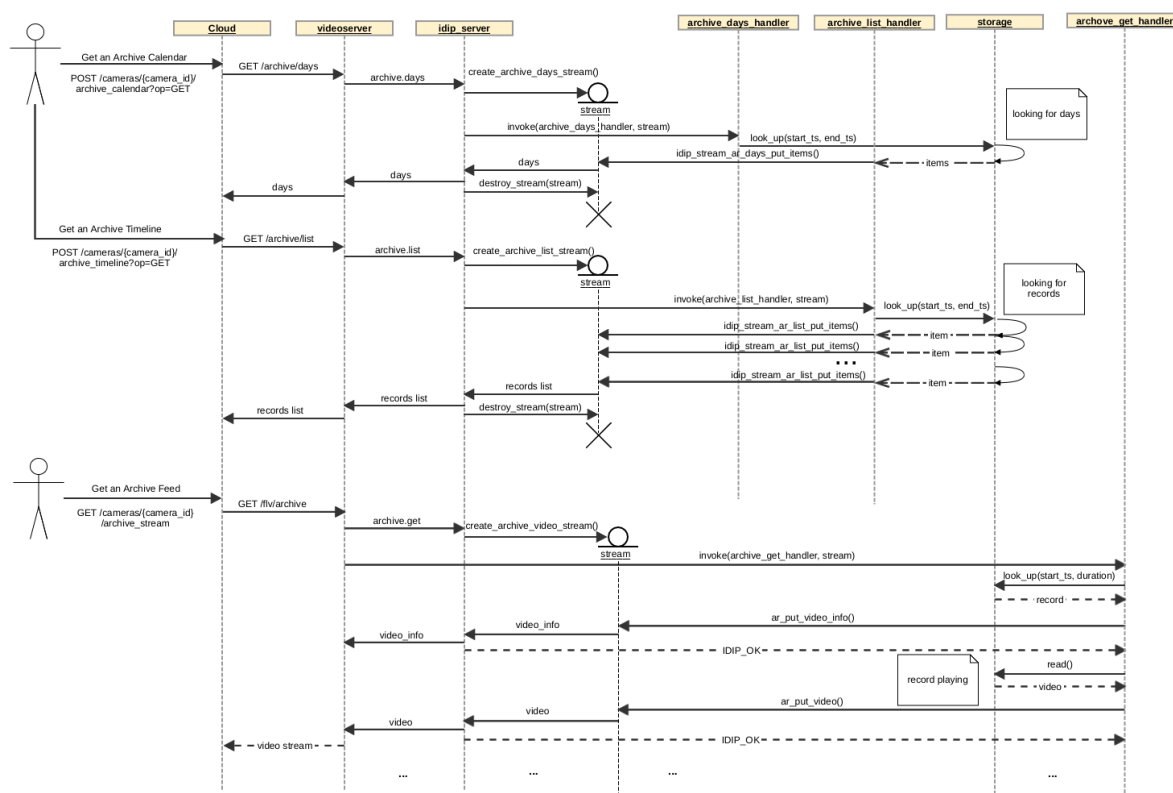 Cloud
videoserver
idip_server
archive_days_handler
archive_list_handler
storage
archove_get_handler
Get an Archive Calendar
POST /cameras/{camera_id}/
archive_calendar?op=GET
GET /archive/days
archive.days
create_archive_days_stream()
stream
looking for days
invoke(archive_days_handler, stream)
look_up(start_ts, end_ts)
idip_stream_ar_days_put_items()
items
days
days
days
destroy_stream(stream)
Get an Archive Timeline
POST /cameras/{camera_id}/
archive_timeline?op=GET
GET /archive/list
archive.list
create_archive_list_stream()
stream
looking for
records
invoke(archive_list_handler, stream)
look_up(start_ts, end_ts)
idip_stream_ar_list_put_items()
item
idip_stream_ar_list_put_items()
item
...
idip_stream_ar_list_put_items()
item
records list
records list
records list
destroy_stream(stream)
Get an Archive Feed
GET /cameras/{camera_id}
/archive_stream
GET /flv/archive
archive.get
create_archive_video_stream()
stream
invoke(archive_get_handler, stream)
look_up(start_ts, duration)
record
ar_put_video_info()
video_info
video_info
IDIP_OK
record playing
read()
video
ar_put_video()
video
video
IDIP_OK
video stream
...
...
...
...